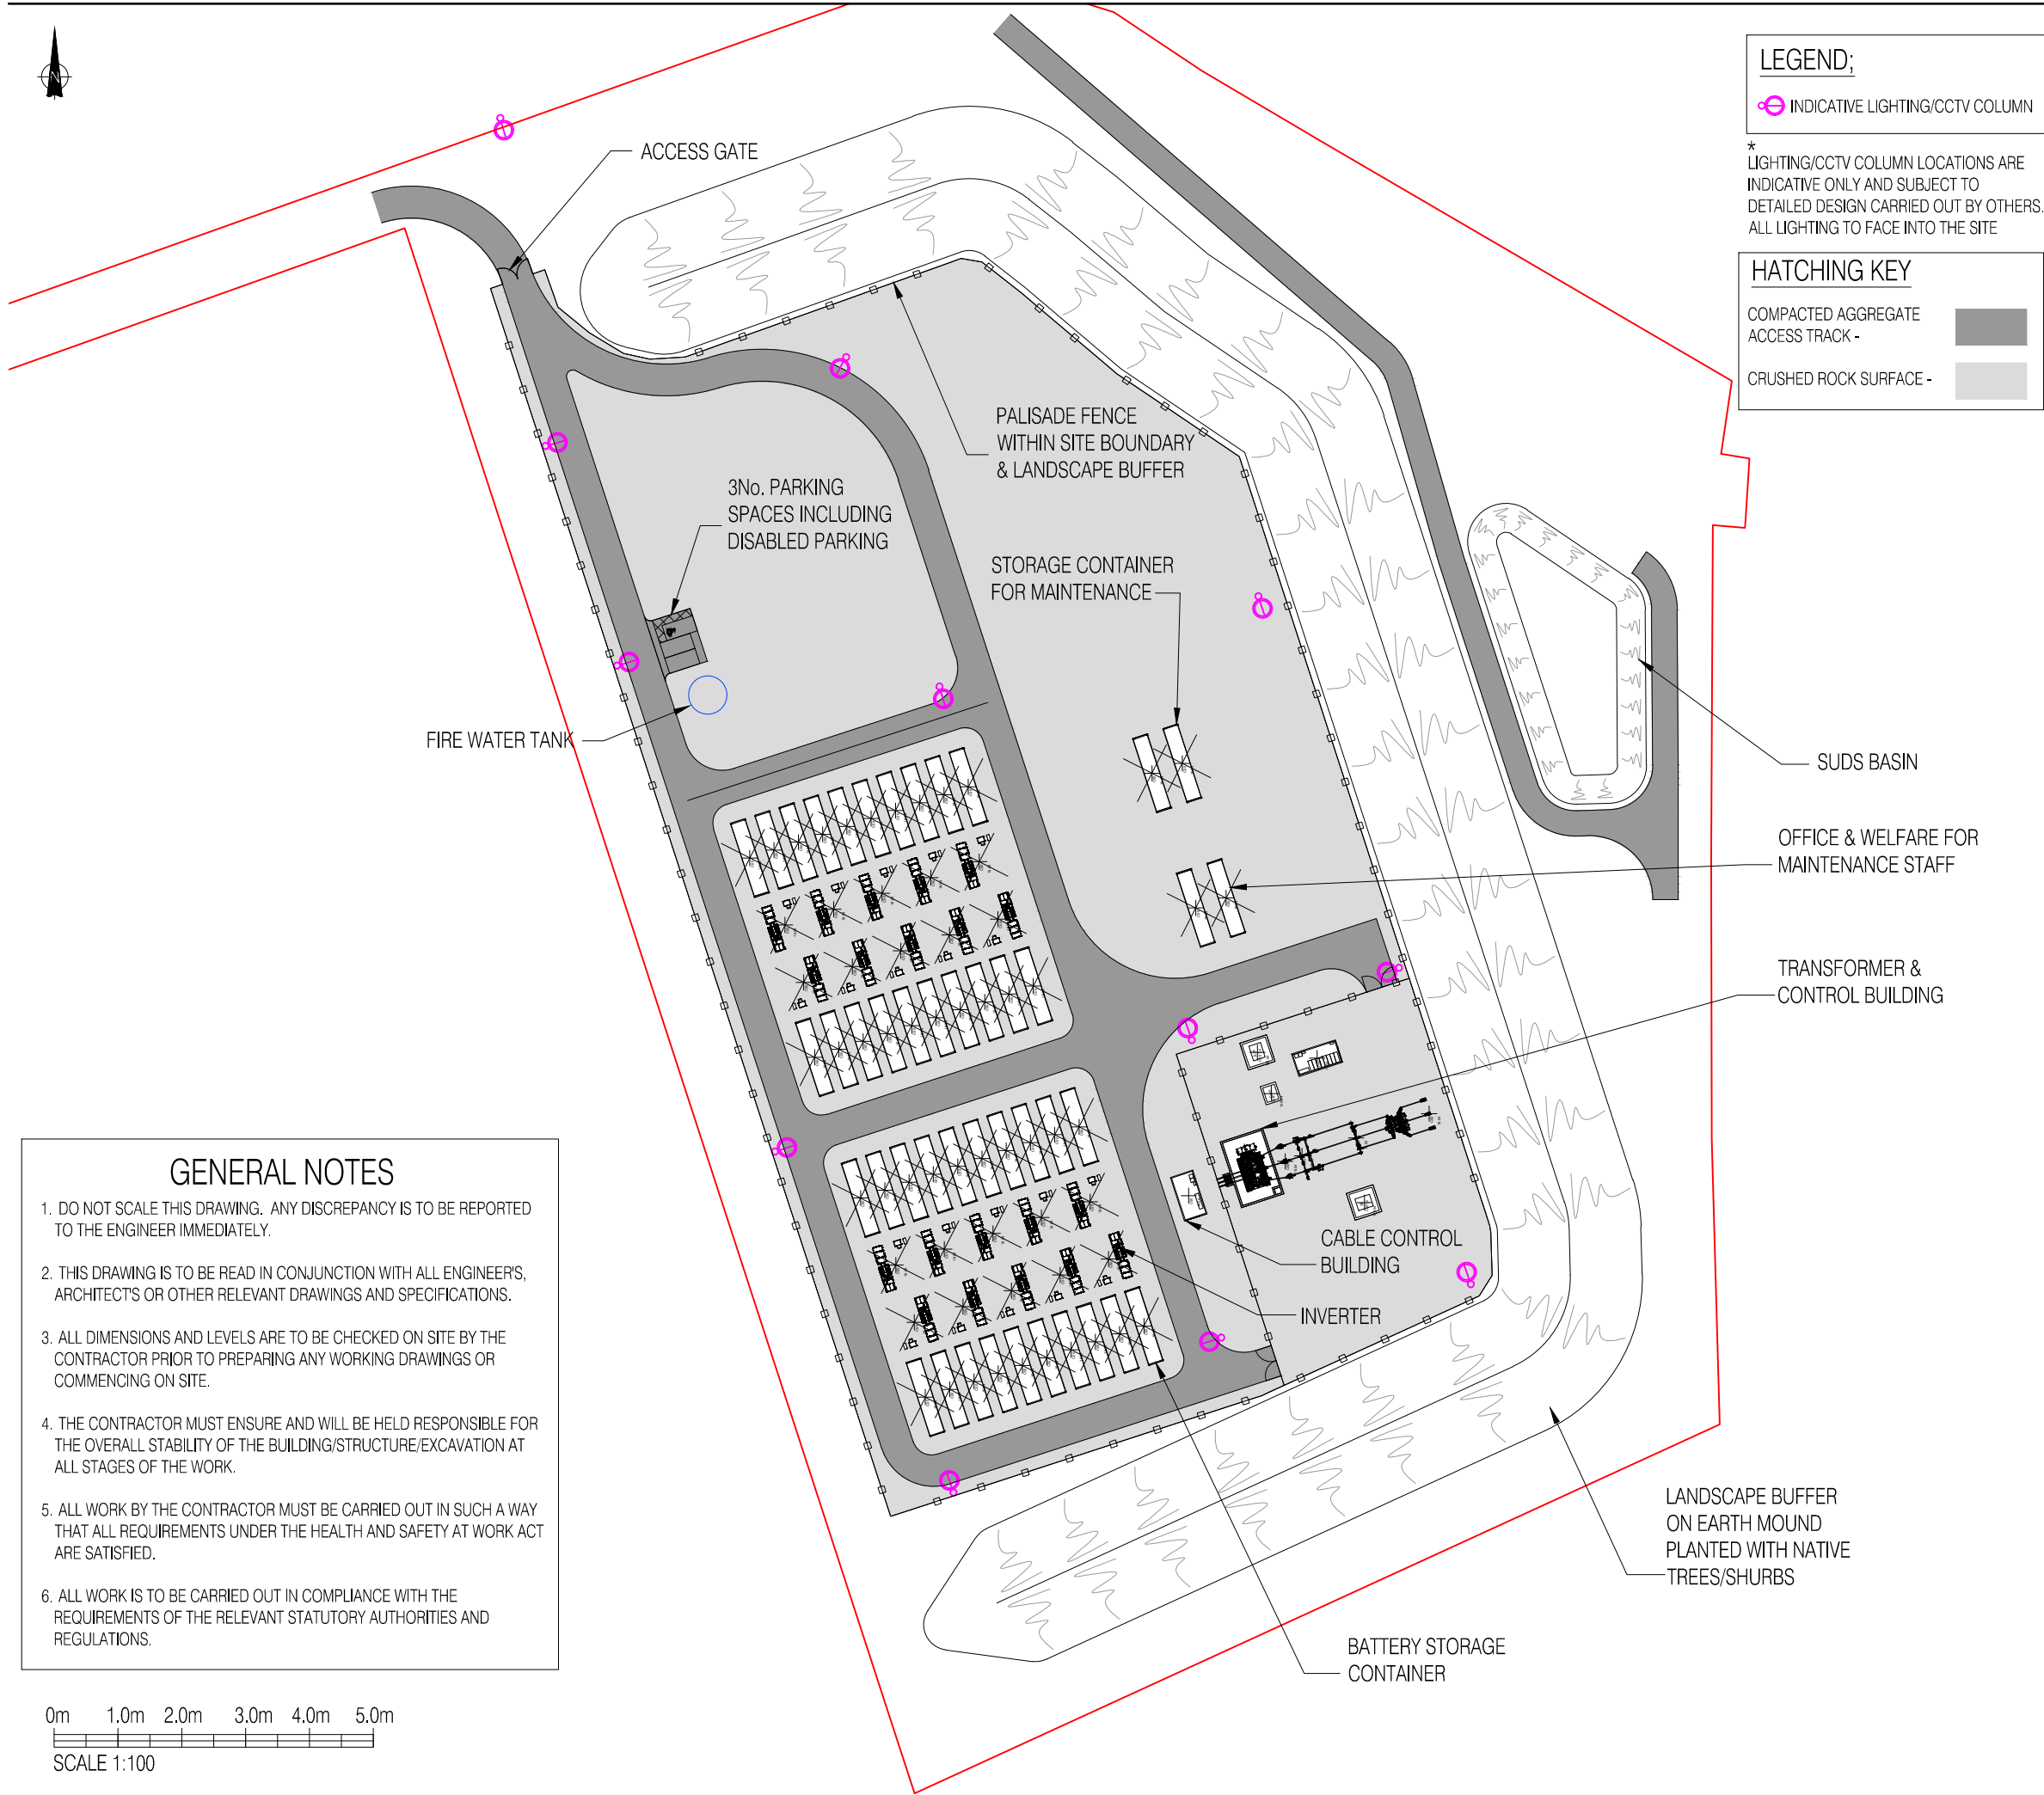 N
LEGEND;
INDICATIVE LIGHTING/CCTV COLUMN
*
LIGHTING/CCTV COLUMN LOCATIONS ARE
INDICATIVE ONLY AND SUBJECT TO
DETAILED DESIGN CARRIED OUT BY OTHERS.
ALL LIGHTING TO FACE INTO THE SITE
HATCHING KEY
COMPACTED AGGREGATE
ACCESS TRACK -
CRUSHED ROCK SURFACE -
ACCESS GATE
PALISADE FENCE
WITHIN SITE BOUNDARY
& LANDSCAPE BUFFER
3No. PARKING
SPACES INCLUDING
DISABLED PARKING
STORAGE CONTAINER
FOR MAINTENANCE
FIRE WATER TANK
SUDS BASIN
OFFICE & WELFARE FOR
MAINTENANCE STAFF
TRANSFORMER &
CONTROL BUILDING
CABLE CONTROL
BUILDING
INVERTER
LANDSCAPE BUFFER
ON EARTH MOUND
PLANTED WITH NATIVE
TREES/SHURBS
BATTERY STORAGE
CONTAINER
GENERAL NOTES
1. DO NOT SCALE THIS DRAWING. ANY DISCREPANCY IS TO BE REPORTED
TO THE ENGINEER IMMEDIATELY.
2. THIS DRAWING IS TO BE READ IN CONJUNCTION WITH ALL ENGINEER'S,
ARCHITECT'S OR OTHER RELEVANT DRAWINGS AND SPECIFICATIONS.
3. ALL DIMENSIONS AND LEVELS ARE TO BE CHECKED ON SITE BY THE
CONTRACTOR PRIOR TO PREPARING ANY WORKING DRAWINGS OR
COMMENCING ON SITE.
4. THE CONTRACTOR MUST ENSURE AND WILL BE HELD RESPONSIBLE FOR
THE OVERALL STABILITY OF THE BUILDING/STRUCTURE/EXCAVATION AT
ALL STAGES OF THE WORK.
5. ALL WORK BY THE CONTRACTOR MUST BE CARRIED OUT IN SUCH A WAY
THAT ALL REQUIREMENTS UNDER THE HEALTH AND SAFETY AT WORK ACT
ARE SATISFIED.
6. ALL WORK IS TO BE CARRIED OUT IN COMPLIANCE WITH THE
REQUIREMENTS OF THE RELEVANT STATUTORY AUTHORITIES AND
REGULATIONS.
0m 1.0m 2.0m 3.0m 4.0m 5.0m
SCALE 1:100